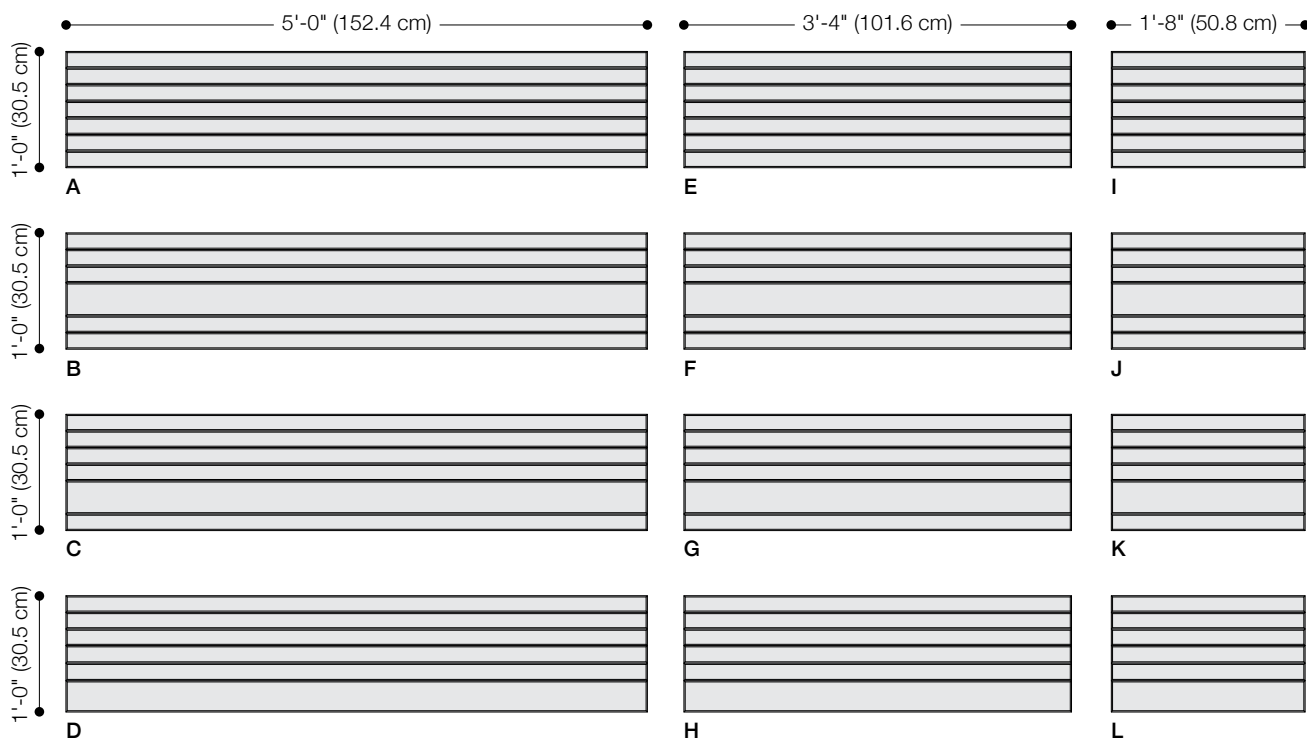 5'-0" (152.4 cm)
3'-4" (101.6 cm)
1'-8" (50.8 cm)
1'-0" (30.5 cm)
A
E
I
1'-0" (30.5 cm)
B
F
J
1'-0" (30.5 cm)
C
G
K
1'-0" (30.5 cm)
D
H
L